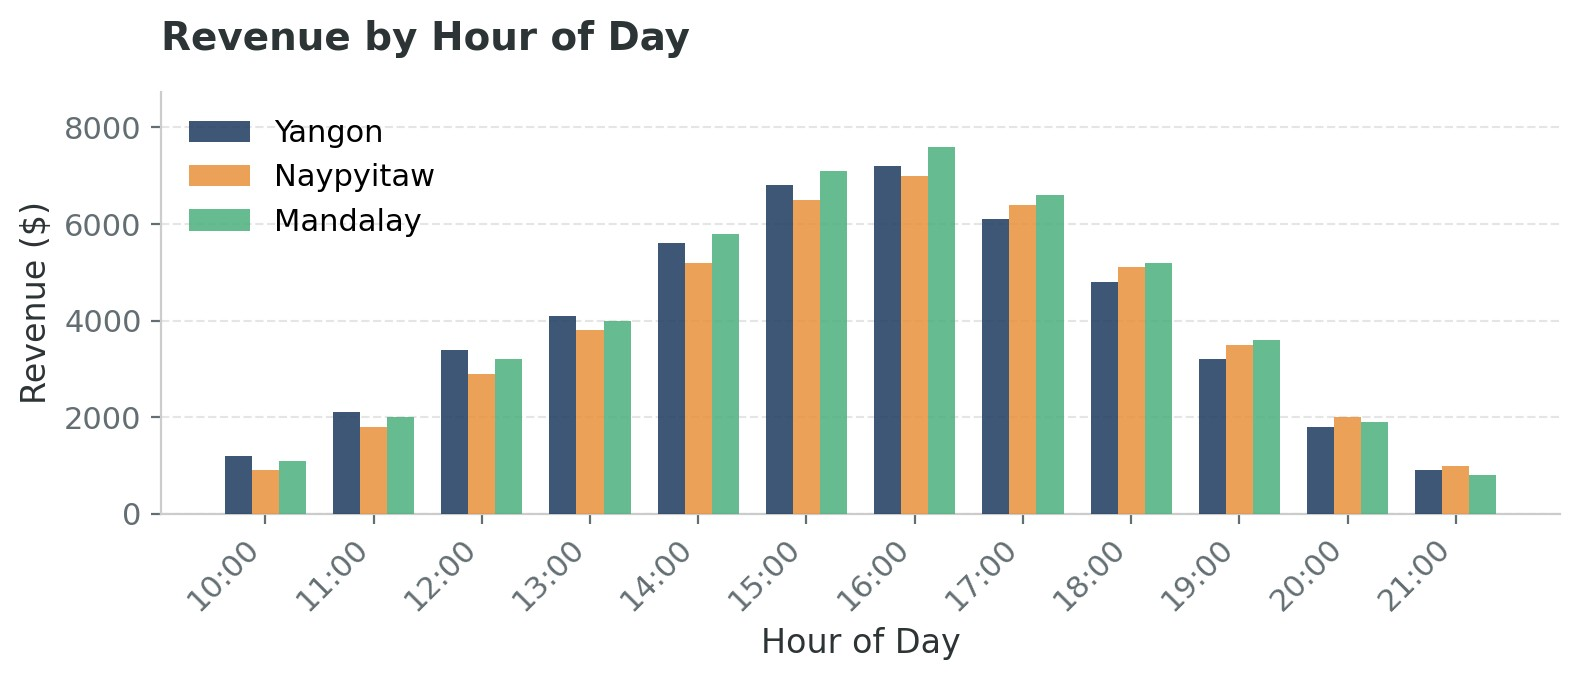 Revenue by Hour of Day
Yangon
Naypyitaw
Mandalay
Revenue ($)
8000
6000
4000
2000
0
10:00
11:00
12:00
13:00
14:00
15:00
16:00
17:00
18:00
19:00
20:00
21:00
Hour of Day